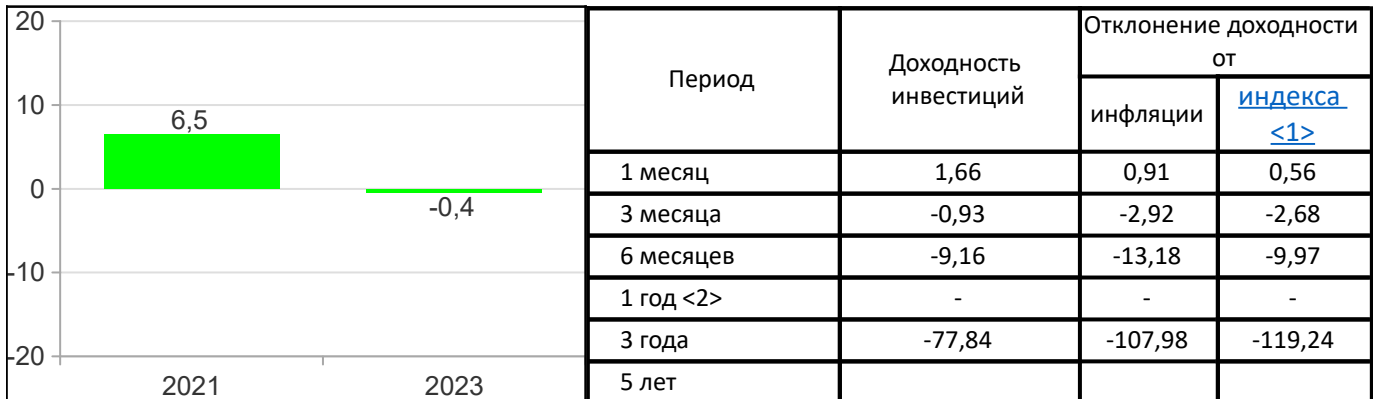 20
10
0
-10
-20
6,5
-0,4
2021 2023
Период Доходность инвестиций Отклонение доходности от
инфляции индекса <1>
1 месяц 1,66 0,91 0,56
3 месяца -0,93 -2,92 -2,68
6 месяцев -9,16 -13,18 -9,97
1 год <2> - - -
3 года -77,84 -107,98 -119,24
5 лет